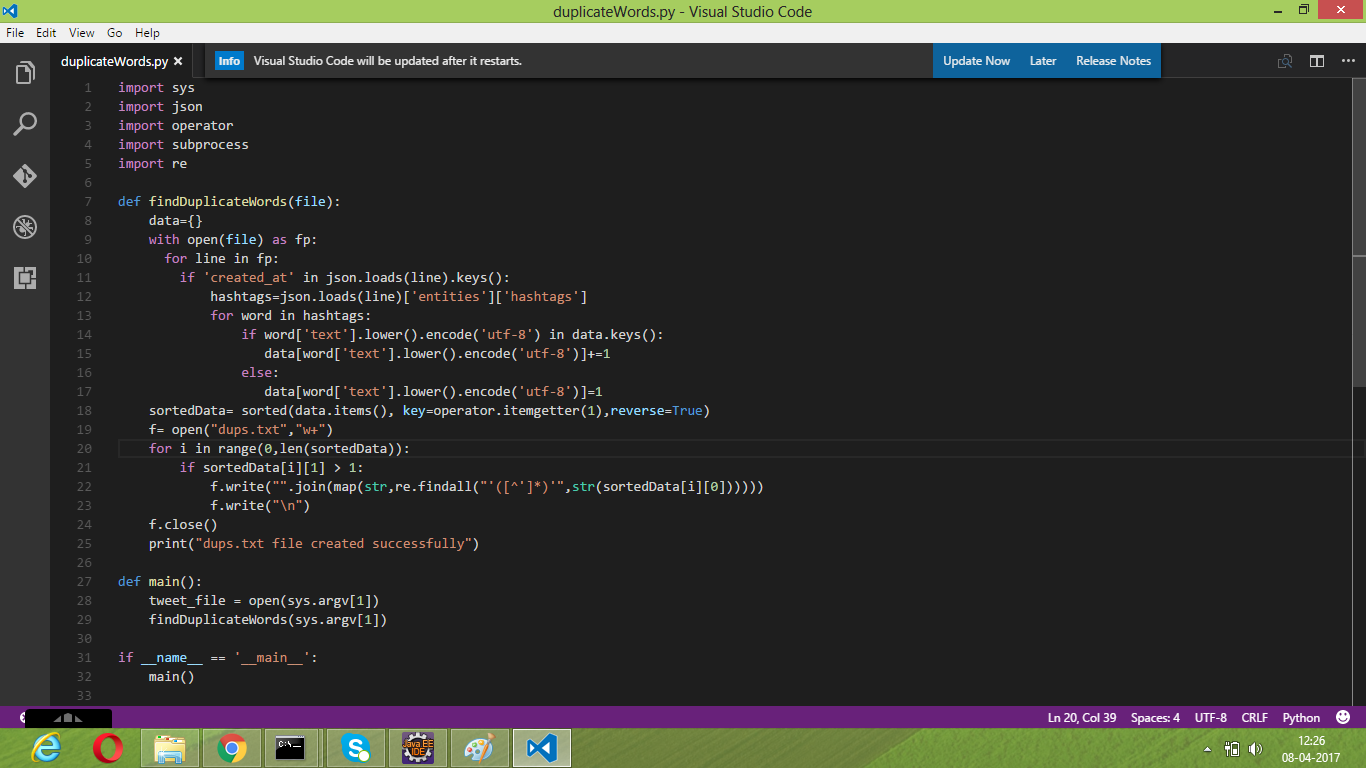 duplicateWords.py - Visual Studio Code
File Edit View Go Help
duplicateWords.py
Info Visual Studio Code will be updated after it restarts. Update Now Later Release Notes
1 import sys
2 import json
3 import operator
4 import subprocess
5 import re
6
7 def findDuplicateWords(file):
8 data={}
9 with open(file) as fp:
10 for line in fp:
11 if 'created_at' in json.loads(line).keys():
12 hashtags=json.loads(line)['entities']['hashtags']
13 for word in hashtags:
14 if word['text'].lower().encode('utf-8') in data.keys():
15 data[word['text'].lower().encode('utf-8')]+=1
16 else:
17 data[word['text'].lower().encode('utf-8')]=1
18 sortedData= sorted(data.items(), key=operator.itemgetter(1),reverse=True)
19 f= open("dups.txt","w+")
20 for i in range(0,len(sortedData)):
21 if sortedData[i][1] > 1:
22 f.write("".join(map(str,re.findall("'([^']*)'",str(sortedData[i][0])))))
23 f.write("\n")
24 f.close()
25 print("dups.txt file created successfully")
26
27 def main():
28 tweet_file = open(sys.argv[1])
29 findDuplicateWords(sys.argv[1])
30
31 if __name__ == '__main__':
32 main()
33
Ln 20, Col 39 Spaces: 4 UTF-8 CRLF Python
Java EE
IDE
12:26
08-04-2017